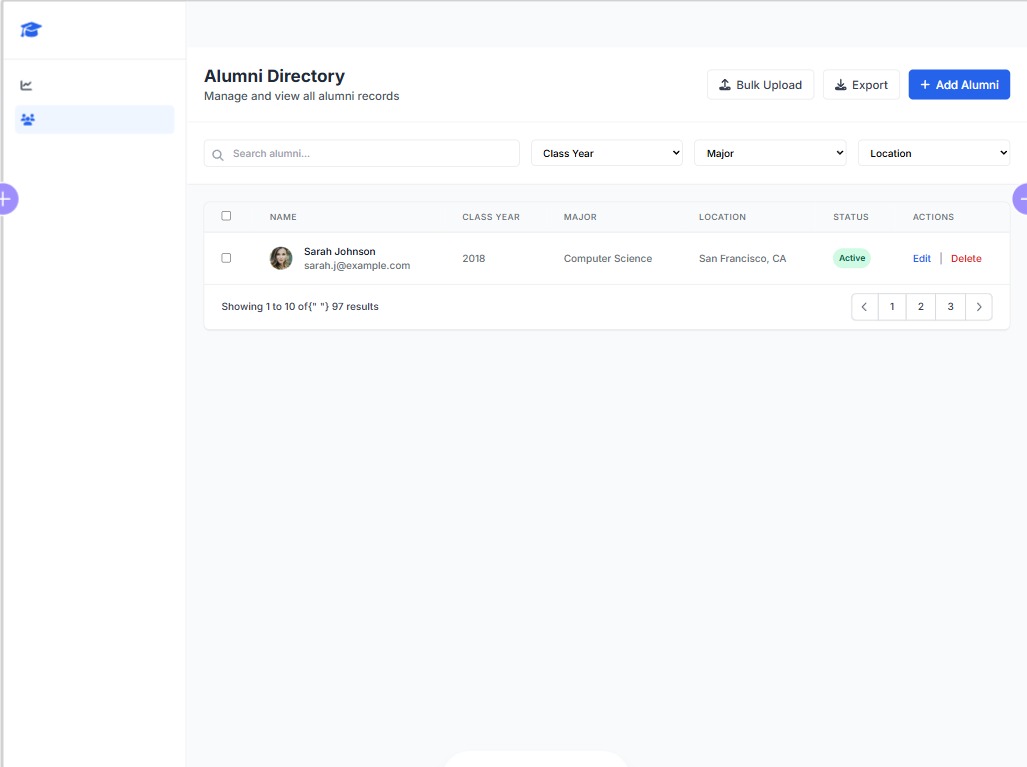 Alumni Directory
Manage and view all alumni records
Bulk Upload
Export
+ Add Alumni
Search alumni...
Class Year
Major
Location
NAME CLASS YEAR MAJOR LOCATION STATUS ACTIONS
Sarah Johnson
sarah.j@example.com
2018
Computer Science
San Francisco, CA
Active
Edit | Delete
Showing 1 to 10 of{" "} 97 results
1 2 3